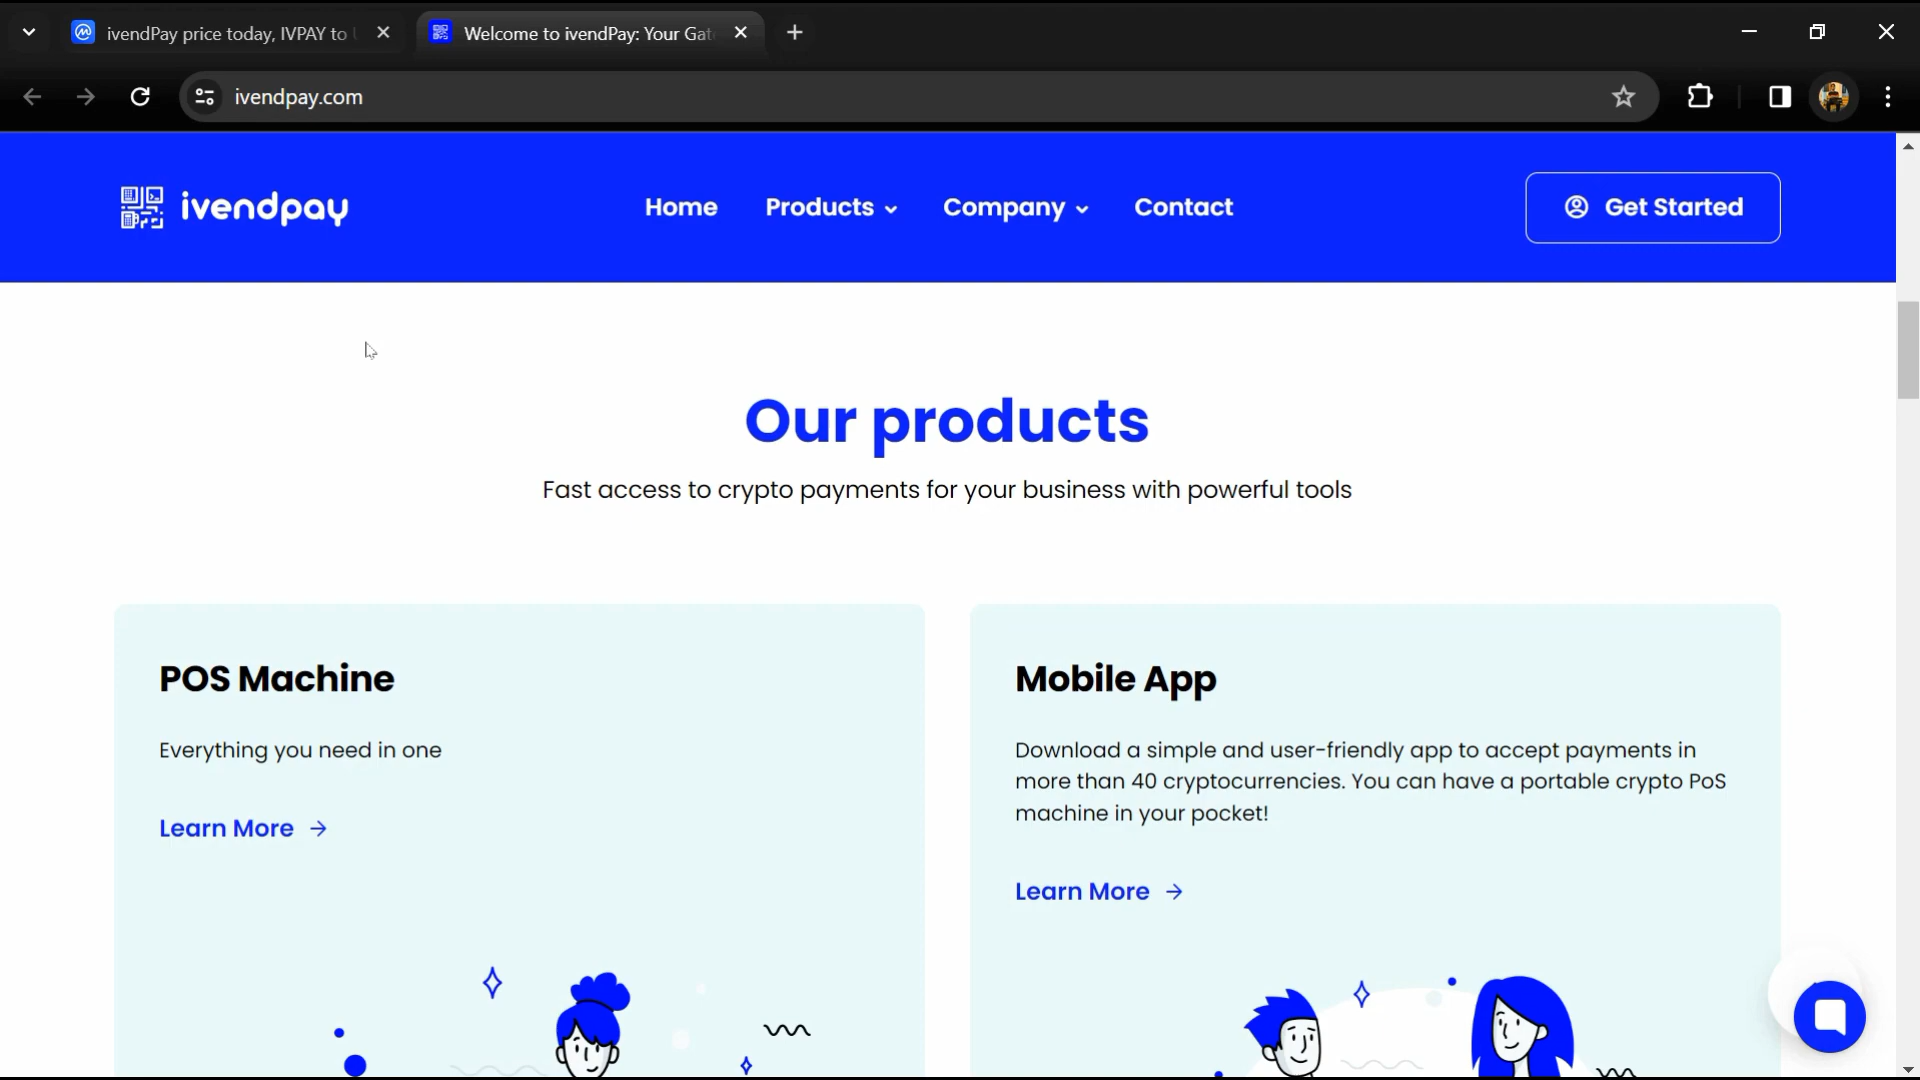 ivendPay price today, IVPAY to
Welcome to ivendPay: Your Gat
ivendpay.com
ivendpay
Home
Products
Company
Contact
Get Started
Our products
Fast access to crypto payments for your business with powerful tools
POS Machine
Everything you need in one
Learn More →
Mobile App
Download a simple and user-friendly app to accept payments in
more than 40 cryptocurrencies. You can have a portable crypto PoS
machine in your pocket!
Learn More →